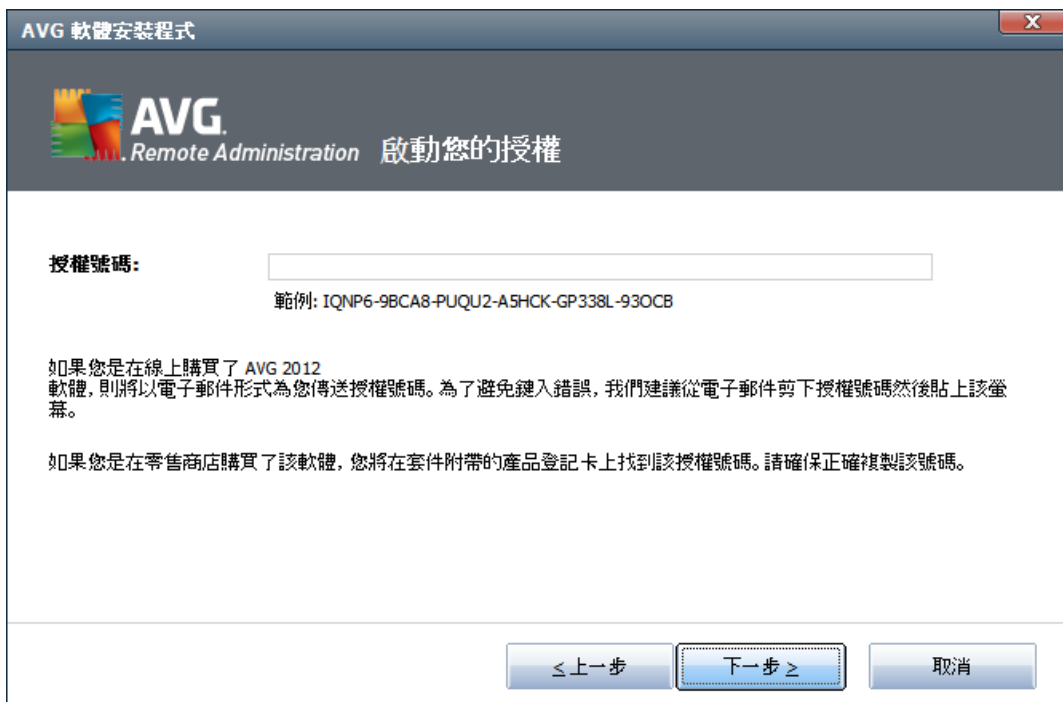 AVG 軟體安裝程式
AVG.
Remote Administration 啟動您的授權
授權號碼:
範例: IQNP6-9BCA8-PUQU2-A5HCK-GP338L-93OCB
如果您是在線上購買了 AVG 2012
軟體, 則將以電子郵件形式為您傳送授權號碼。為了避免鍵入錯誤, 我們建議從電子郵件剪下授權號碼然後貼上該螢
幕。
如果您是在零售商店購買了該軟體, 您將在套件附帶的產品登記卡上找到該授權號碼。請確保正確複製該號碼。
≤ 上一步 下一步 ≥ 取消